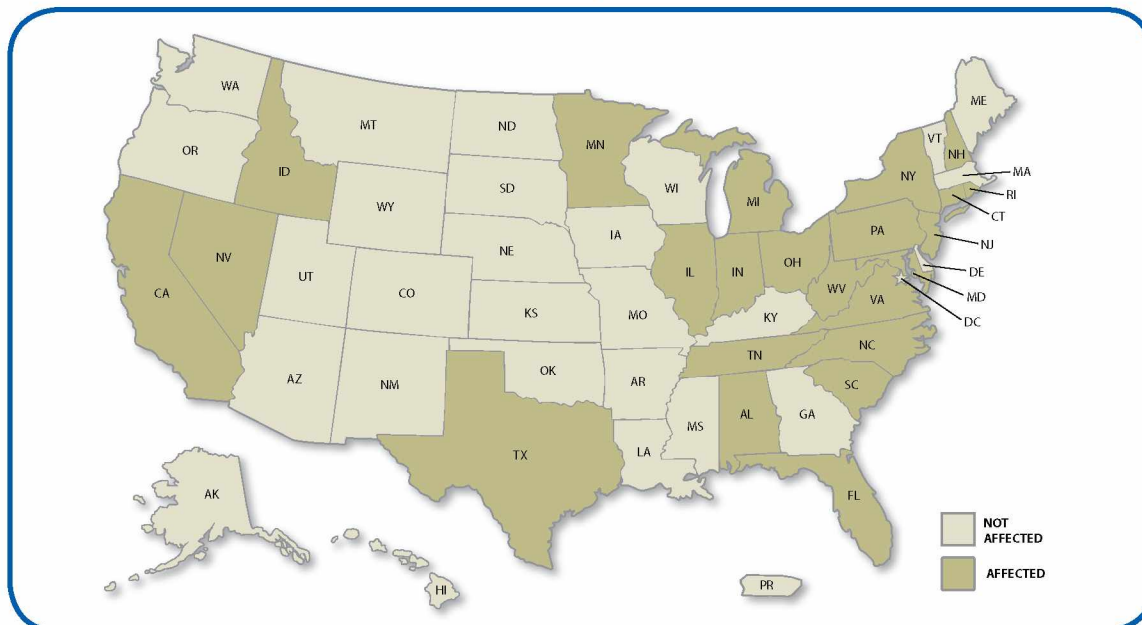 WA
MT
ND
MN
ME
VT
NH
OR
ID
SD
WI
NY
MA
RI
CT
WY
MI
IA
PA
NJ
NE
NV
UT
CO
IL
IN
OH
DE
MD
DC
CA
KS
MO
WV
VA
KY
NC
TN
AZ
NM
OK
AR
SC
MS
AL
GA
TX
LA
FL
AK
HI
PR
NOT
AFFECTED
AFFECTED